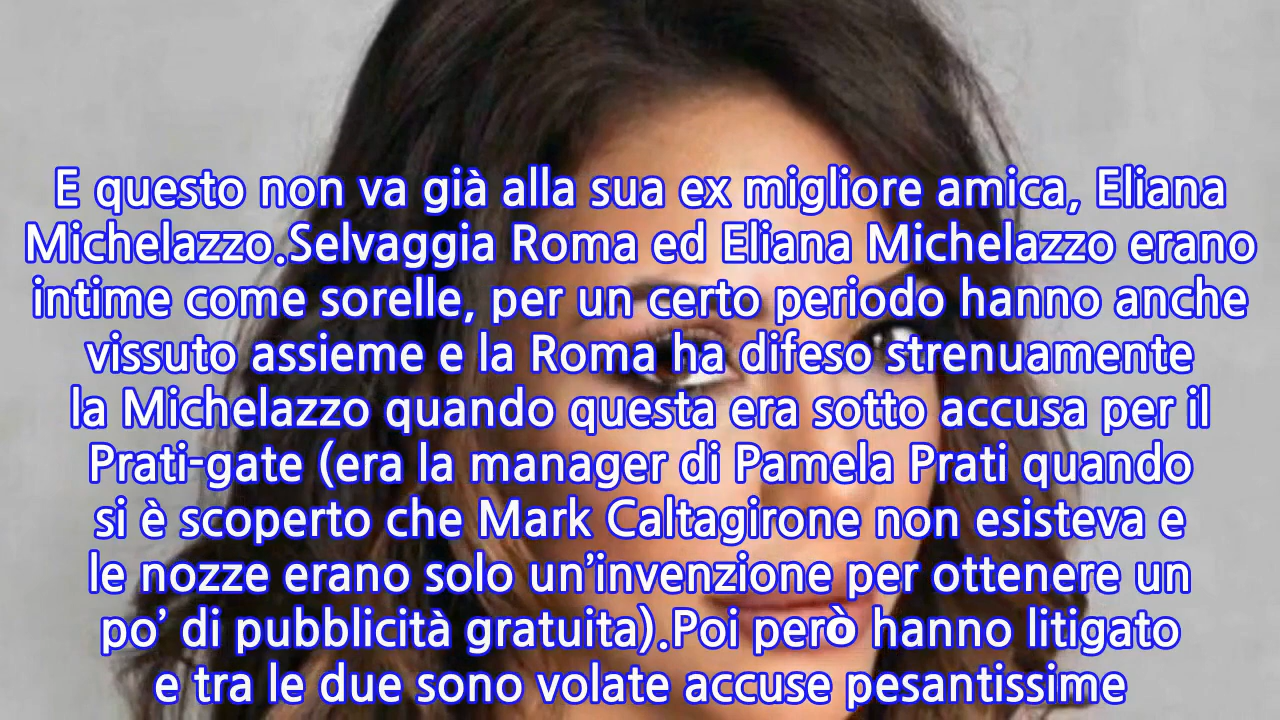 E questo non va già alla sua ex migliore amica, Eliana
Michelazzo.Selvaggia Roma ed Eliana Michelazzo erano
intime come sorelle, per un certo periodo hanno anche
vissuto assieme e la Roma ha difeso strenuamente
la Michelazzo quando questa era sotto accusa per il
Prati-gate (era la manager di Pamela Prati quando
si è scoperto che Mark Caltagirone non esisteva e
le nozze erano solo un’invenzione per ottenere un
po’ di pubblicità gratuita).Poi però hanno litigato
e tra le due sono volate accuse pesantissime